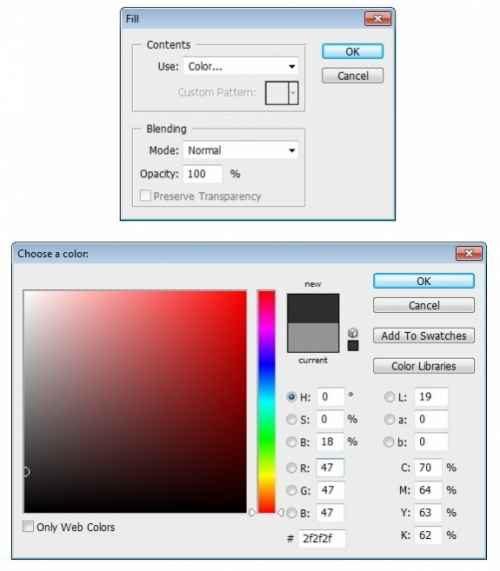 Fill
Contents
Use: Color...
Custom Pattern:
OK
Cancel
Blending
Mode: Normal
Opacity: 100 %
Preserve Transparency
Choose a color:
new
current
OK
Cancel
Add To Swatches
Color Libraries
H: 0 °
S: 0 %
B: 18 %
R: 47
G: 47
B: 47
# 2f2f2f
L: 19
a: 0
b: 0
C: 70 %
M: 64 %
Y: 63 %
K: 62 %
Only Web Colors